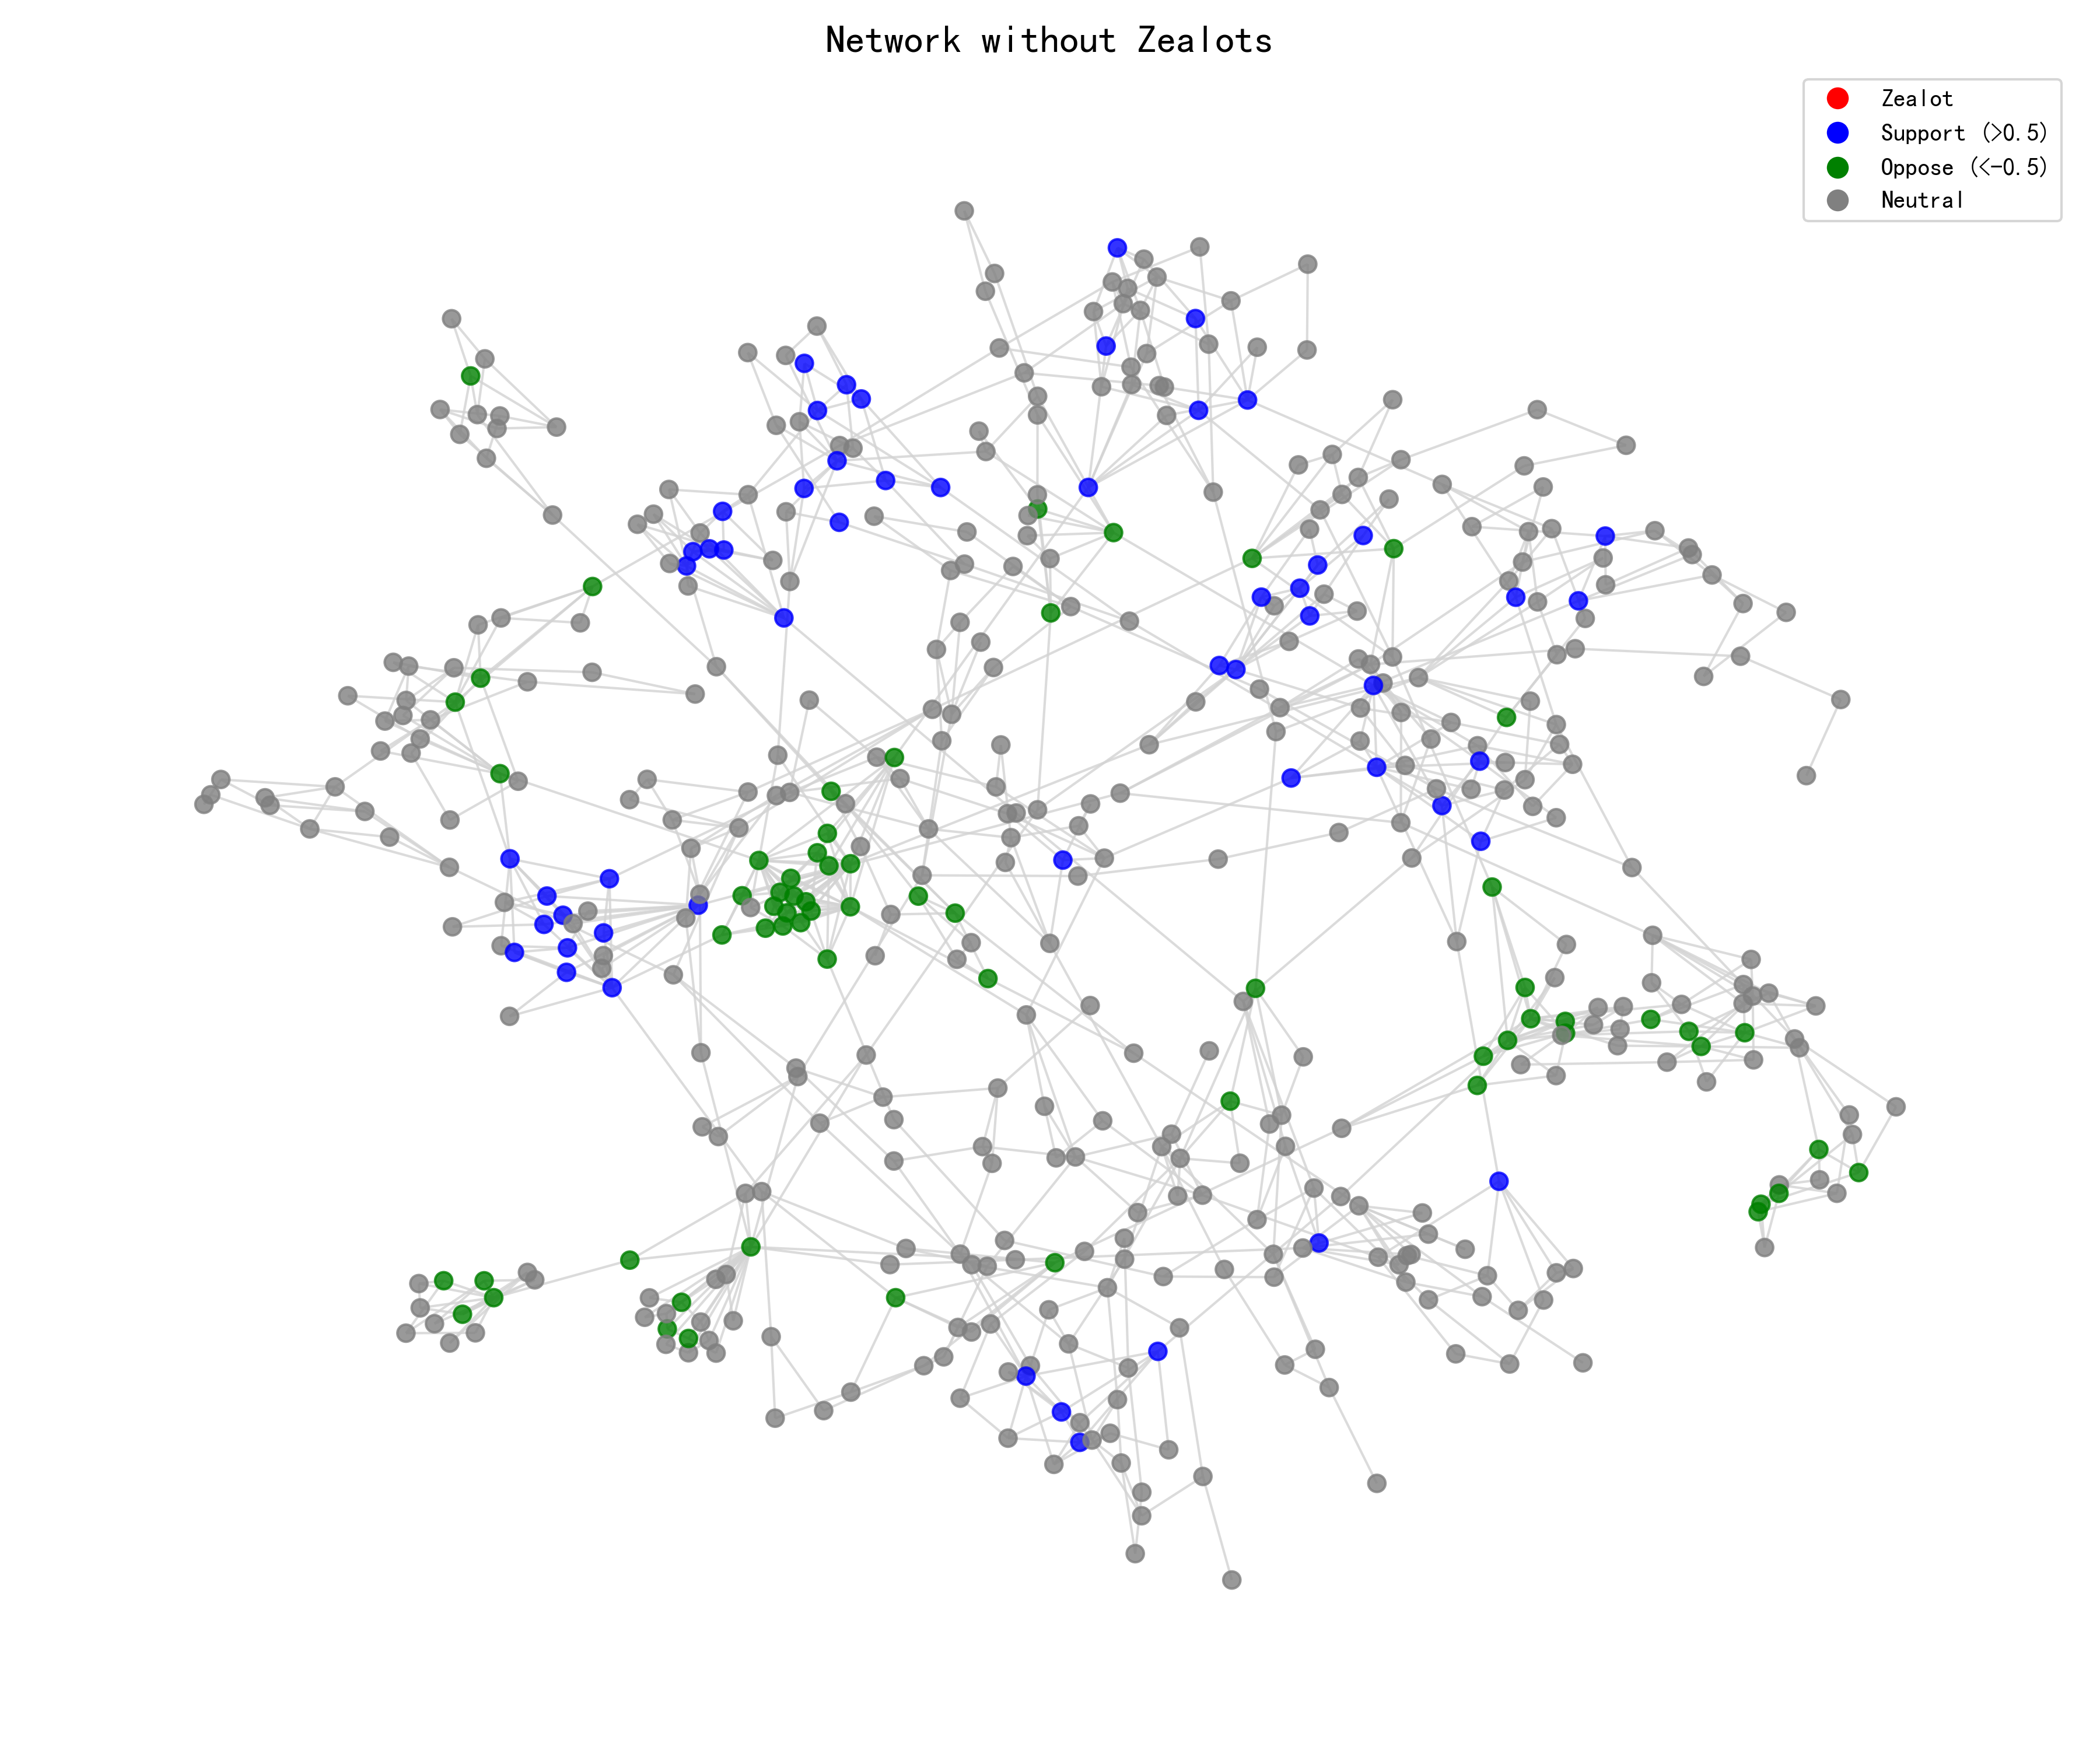 Network without Zealots
Zealot
Support (>0.5)
Oppose (<-0.5)
Neutral